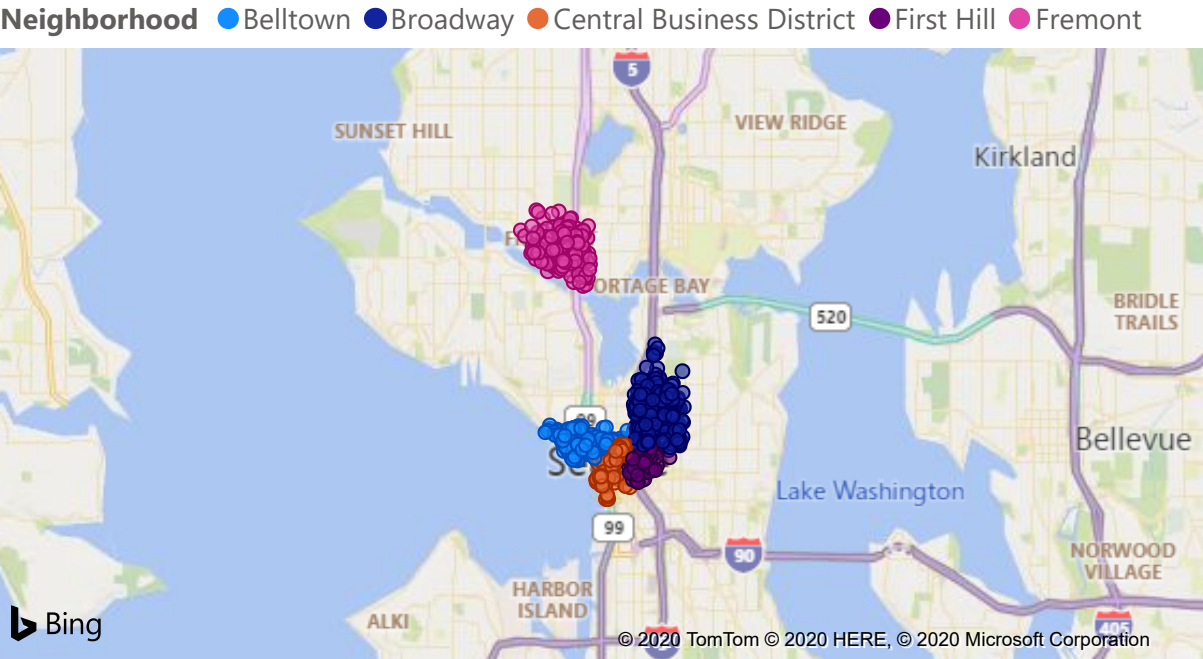 Neighborhood Belltown Broadway Central Business District First Hill Fremont
5
SUNSET HILL
VIEW RIDGE
Kirkland
ORTAGE BAY
520
BRIDLE
TRAILS
99
Bellevue
Lake Washington
99
90
NORWOOD
VILLAGE
HARBOR
ISLAND
ALKI
405
Bing
© 2020 TomTom © 2020 HERE, © 2020 Microsoft Corporation